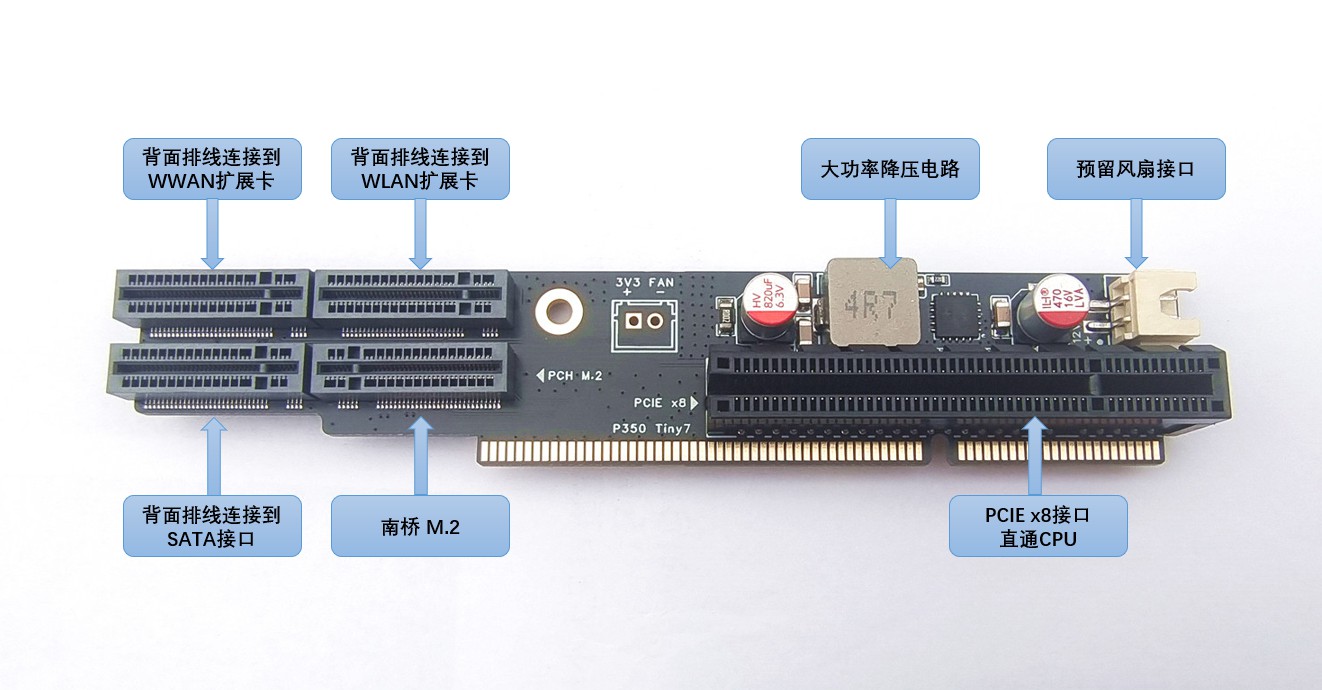 背面排线连接到
WWAN扩展卡
背面排线连接到
WLAN扩展卡
大功率降压电路
预留风扇接口
3V3 FAN
+ −
HV
820uF
6.3V
4R7
470
16V
LVA
PCH M.2
PCIE x8
P350 Tiny7
背面排线连接到
SATA接口
南桥 M.2
PCIE x8接口
直通CPU